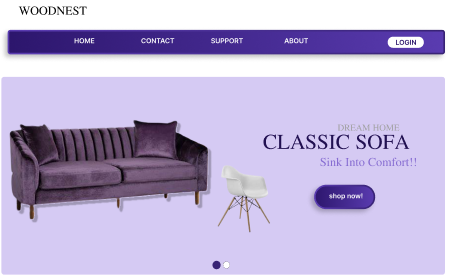 WOODNEST
HOME CONTACT SUPPORT ABOUT LOGIN
DREAM HOME
CLASSIC SOFA
Sink Into Comfort!!
shop now!